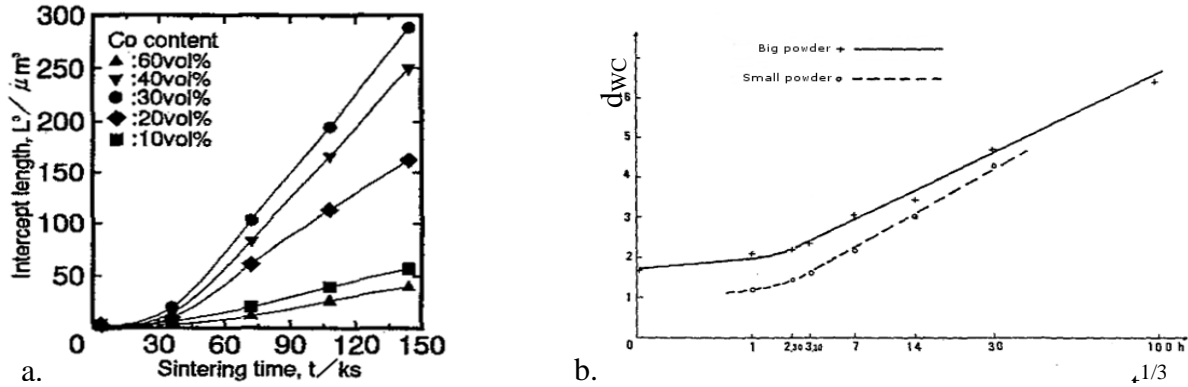 300
250
200
150
100
50
0
Co content
▲:60vol%
▼:40vol%
●:30vol%
◆:20vol%
■:10vol%
Intercept length, L³/μm³
0 30 60 90 120 150
Sintering time, t/ks
a.
Big powder
Small powder
dWC
6
5
4
3
2
1
0 1 2,30 3,20 7 14 30 100 h
t1/3
b.